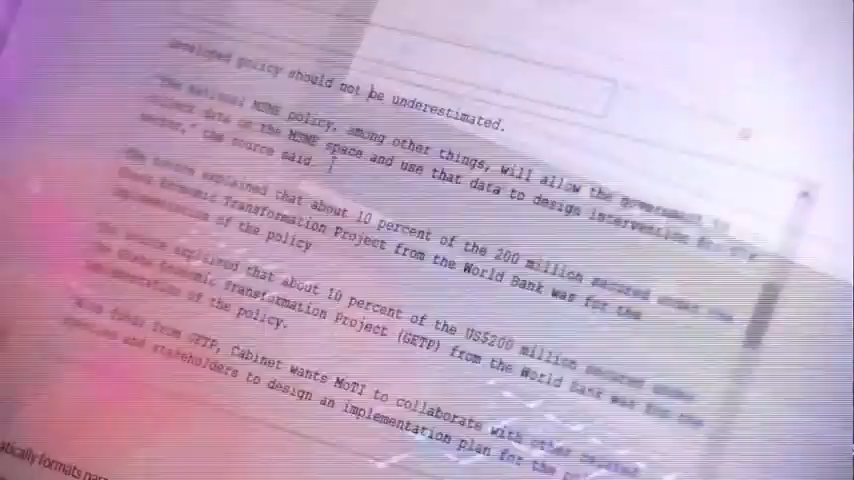 developed policy should not be underestimated.
"The national MSME policy, among other things, will allow the government to
collect data on the MSME space and use that data to design interventions for the
sector," the source said.
The source explained that about 10 percent of the 200 million secured under the
Ghana Economic Transformation Project from the World Bank was for the
implementation of the policy
The source explained that about 10 percent of the US$200 million secured under
the Ghana Economic Transformation Project (GETP) from the World Bank was for the
implementation of the policy.
funds from GETP, Cabinet wants MoTI to collaborate with other
and stakeholders to design an implementation plan for the
atically formats